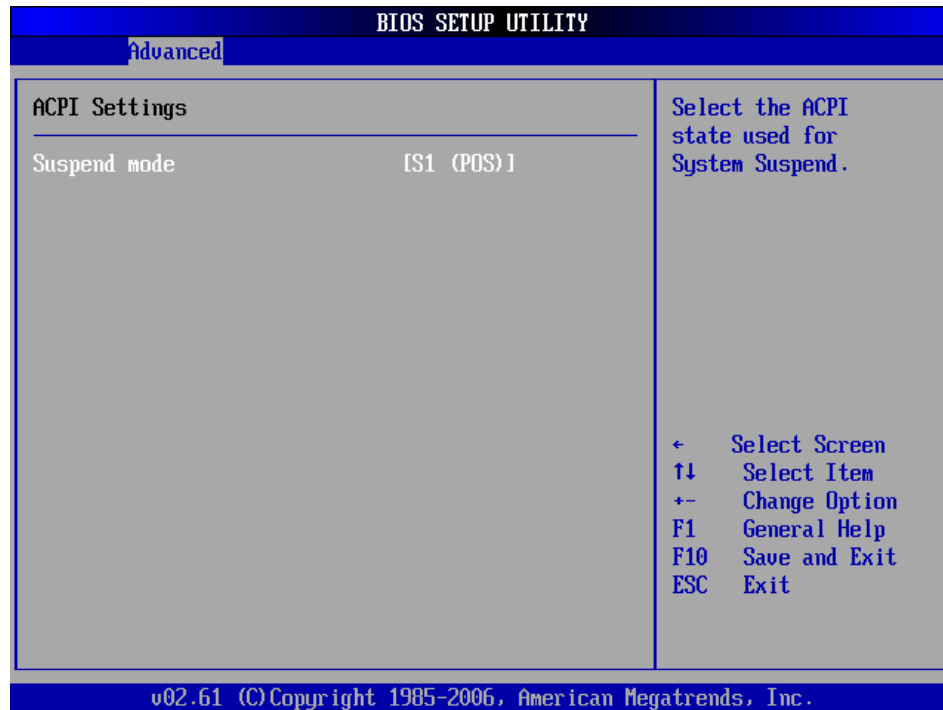 BIOS SETUP UTILITY
Advanced
ACPI Settings
Suspend mode [S1 (POS)]
Select the ACPI
state used for
System Suspend.
← Select Screen
↑↓ Select Item
+- Change Option
F1 General Help
F10 Save and Exit
ESC Exit
v02.61 (C)Copyright 1985-2006, American Megatrends, Inc.